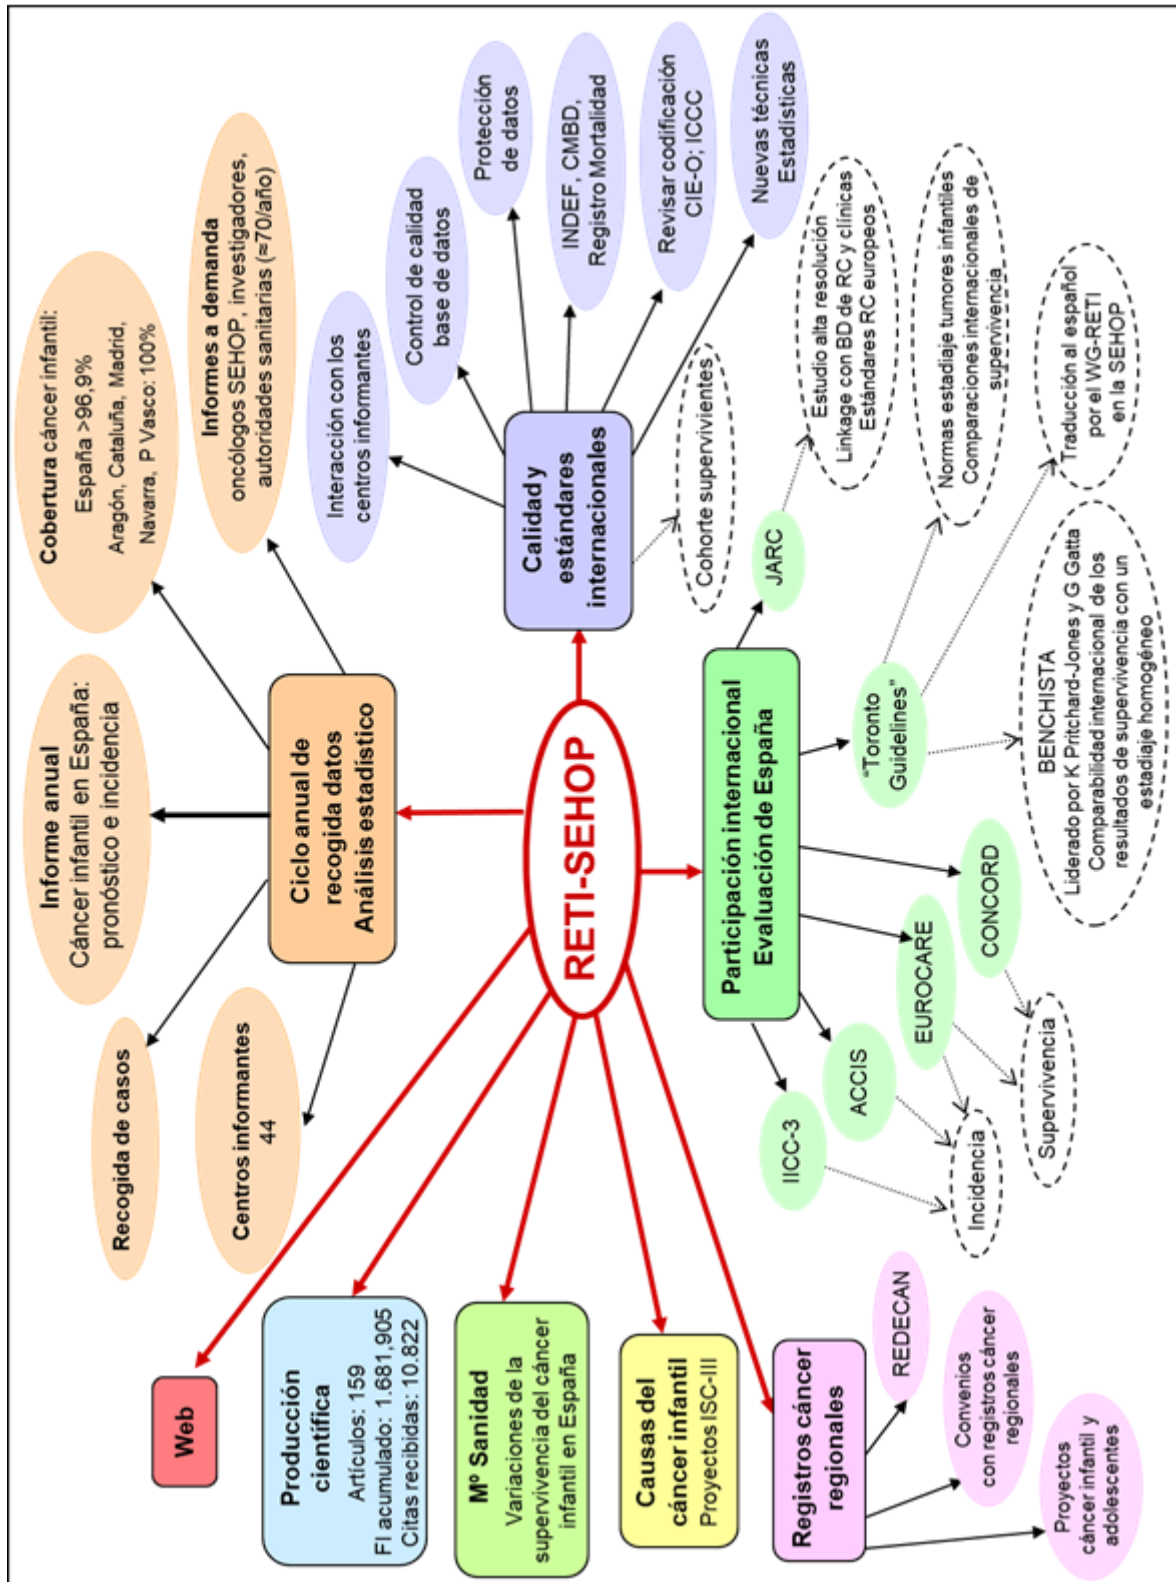 Web
Producción
científica
Artículos: 159
FI acumulado: 1.681,905
Citas recibidas: 10.822
Mº Sanidad
Variaciones de la
supervivencia del cáncer
infantil en España
Causas del
cáncer infantil
Proyectos ISC-III
Registros cáncer
regionales
REDECAN
Convenios
con registros cáncer
regionales
Proyectos
cáncer infantil y
adolescentes
Recogida de casos
Centros informantes
44
Informe anual
Cáncer infantil en España:
pronóstico e incidencia
Cobertura cáncer infantil:
España >96,9%
Aragón, Cataluña, Madrid,
Navarra, P Vasco: 100%
Informes a demanda
oncólogos SEHOP, investigadores,
autoridades sanitarias (≈70/año)
Ciclo anual de
recogida datos
Análisis estadístico
RETI-SEHOP
Calidad y
estándares
internacionales
Interacción con los
centros informantes
Control de calidad
base de datos
Protección
de datos
INDEF, CMBD,
Registro Mortalidad
Revisar codificación
CIE-O; ICCC
Nuevas técnicas
Estadísticas
Cohorte supervivientes
Participación internacional
Evaluación de España
IICC-3
ACCIS
EUROCARE
CONCORD
Incidencia
Supervivencia
"Toronto
Guidelines"
JARC
Estudio alta resolución
Linkage con BD de RC y clínicas
Estándares RC europeos
Normas estadiaje tumores infantiles
Comparaciones internacionales de
supervivencia
Traducción al español
por el WG-RETI
en la SEHOP
BENCHISTA
Liderado por K Pritchard-Jones y G Gatta
Comparabilidad internacional de los
resultados de supervivencia con un
estadiaje homogéneo